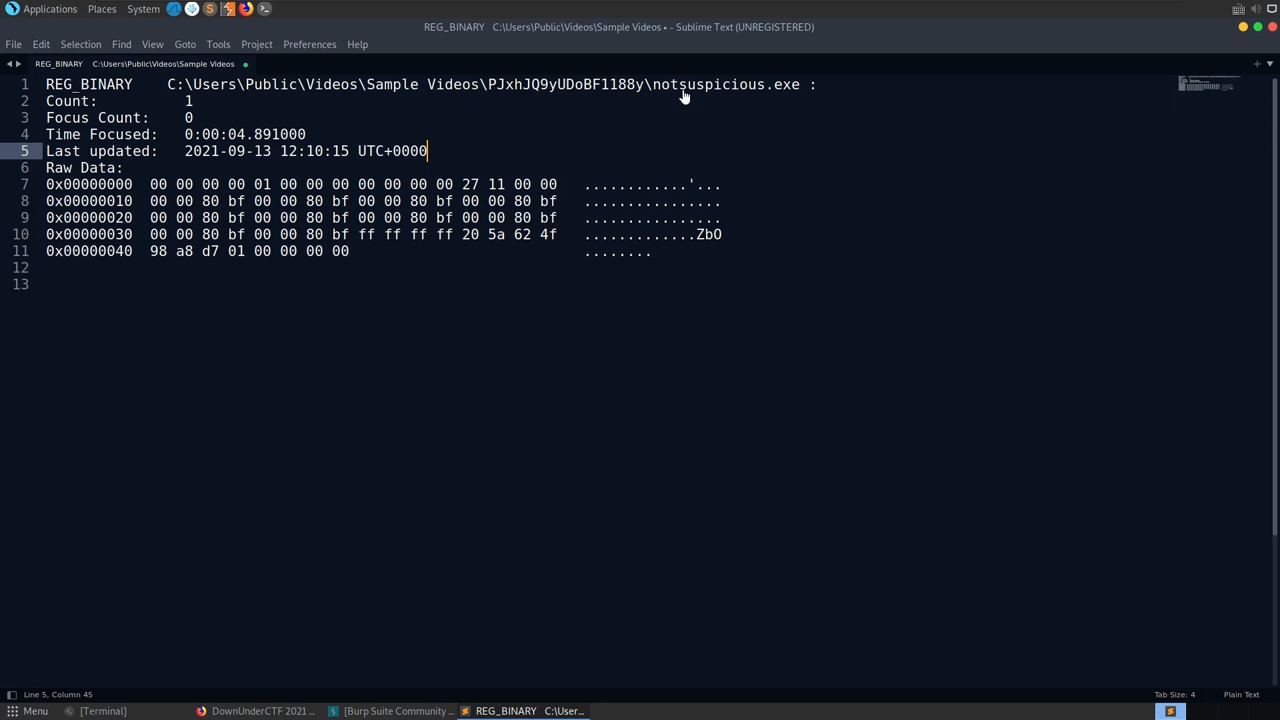 Applications Places System
REG_BINARY C:\Users\Public\Videos\Sample Videos • - Sublime Text (UNREGISTERED)
File Edit Selection Find View Goto Tools Project Preferences Help
REG_BINARY C:\Users\Public\Videos\Sample Videos
1 REG_BINARY C:\Users\Public\Videos\Sample Videos\PJxhJQ9yUDoBF1188y\notsuspicious.exe :
2 Count: 1
3 Focus Count: 0
4 Time Focused: 0:00:04.891000
5 Last updated: 2021-09-13 12:10:15 UTC+0000
6 Raw Data:
7 0x00000000 00 00 00 00 01 00 00 00 00 00 00 00 27 11 00 00 ............'...
8 0x00000010 00 00 80 bf 00 00 80 bf 00 00 80 bf 00 00 80 bf ................
9 0x00000020 00 00 80 bf 00 00 80 bf 00 00 80 bf 00 00 80 bf ................
10 0x00000030 00 00 80 bf 00 00 80 bf ff ff ff ff 20 5a 62 4f .............ZbO
11 0x00000040 98 a8 d7 01 00 00 00 00 ........
12
13
Line 5, Column 45 Tab Size: 4 Plain Text
Menu [Terminal] DownUnderCTF 2021 ... [Burp Suite Community ... REG_BINARY C:\User...